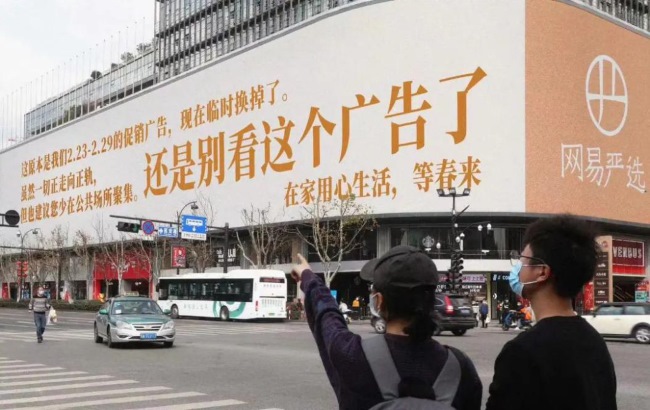 这原本是我们2.23-2.29的促销广告，现在临时换掉了。
虽然一切正走向正轨，
但也建议您少在公共场所聚集。
还是别看这个广告了
在家用心生活，等春来
网易严选